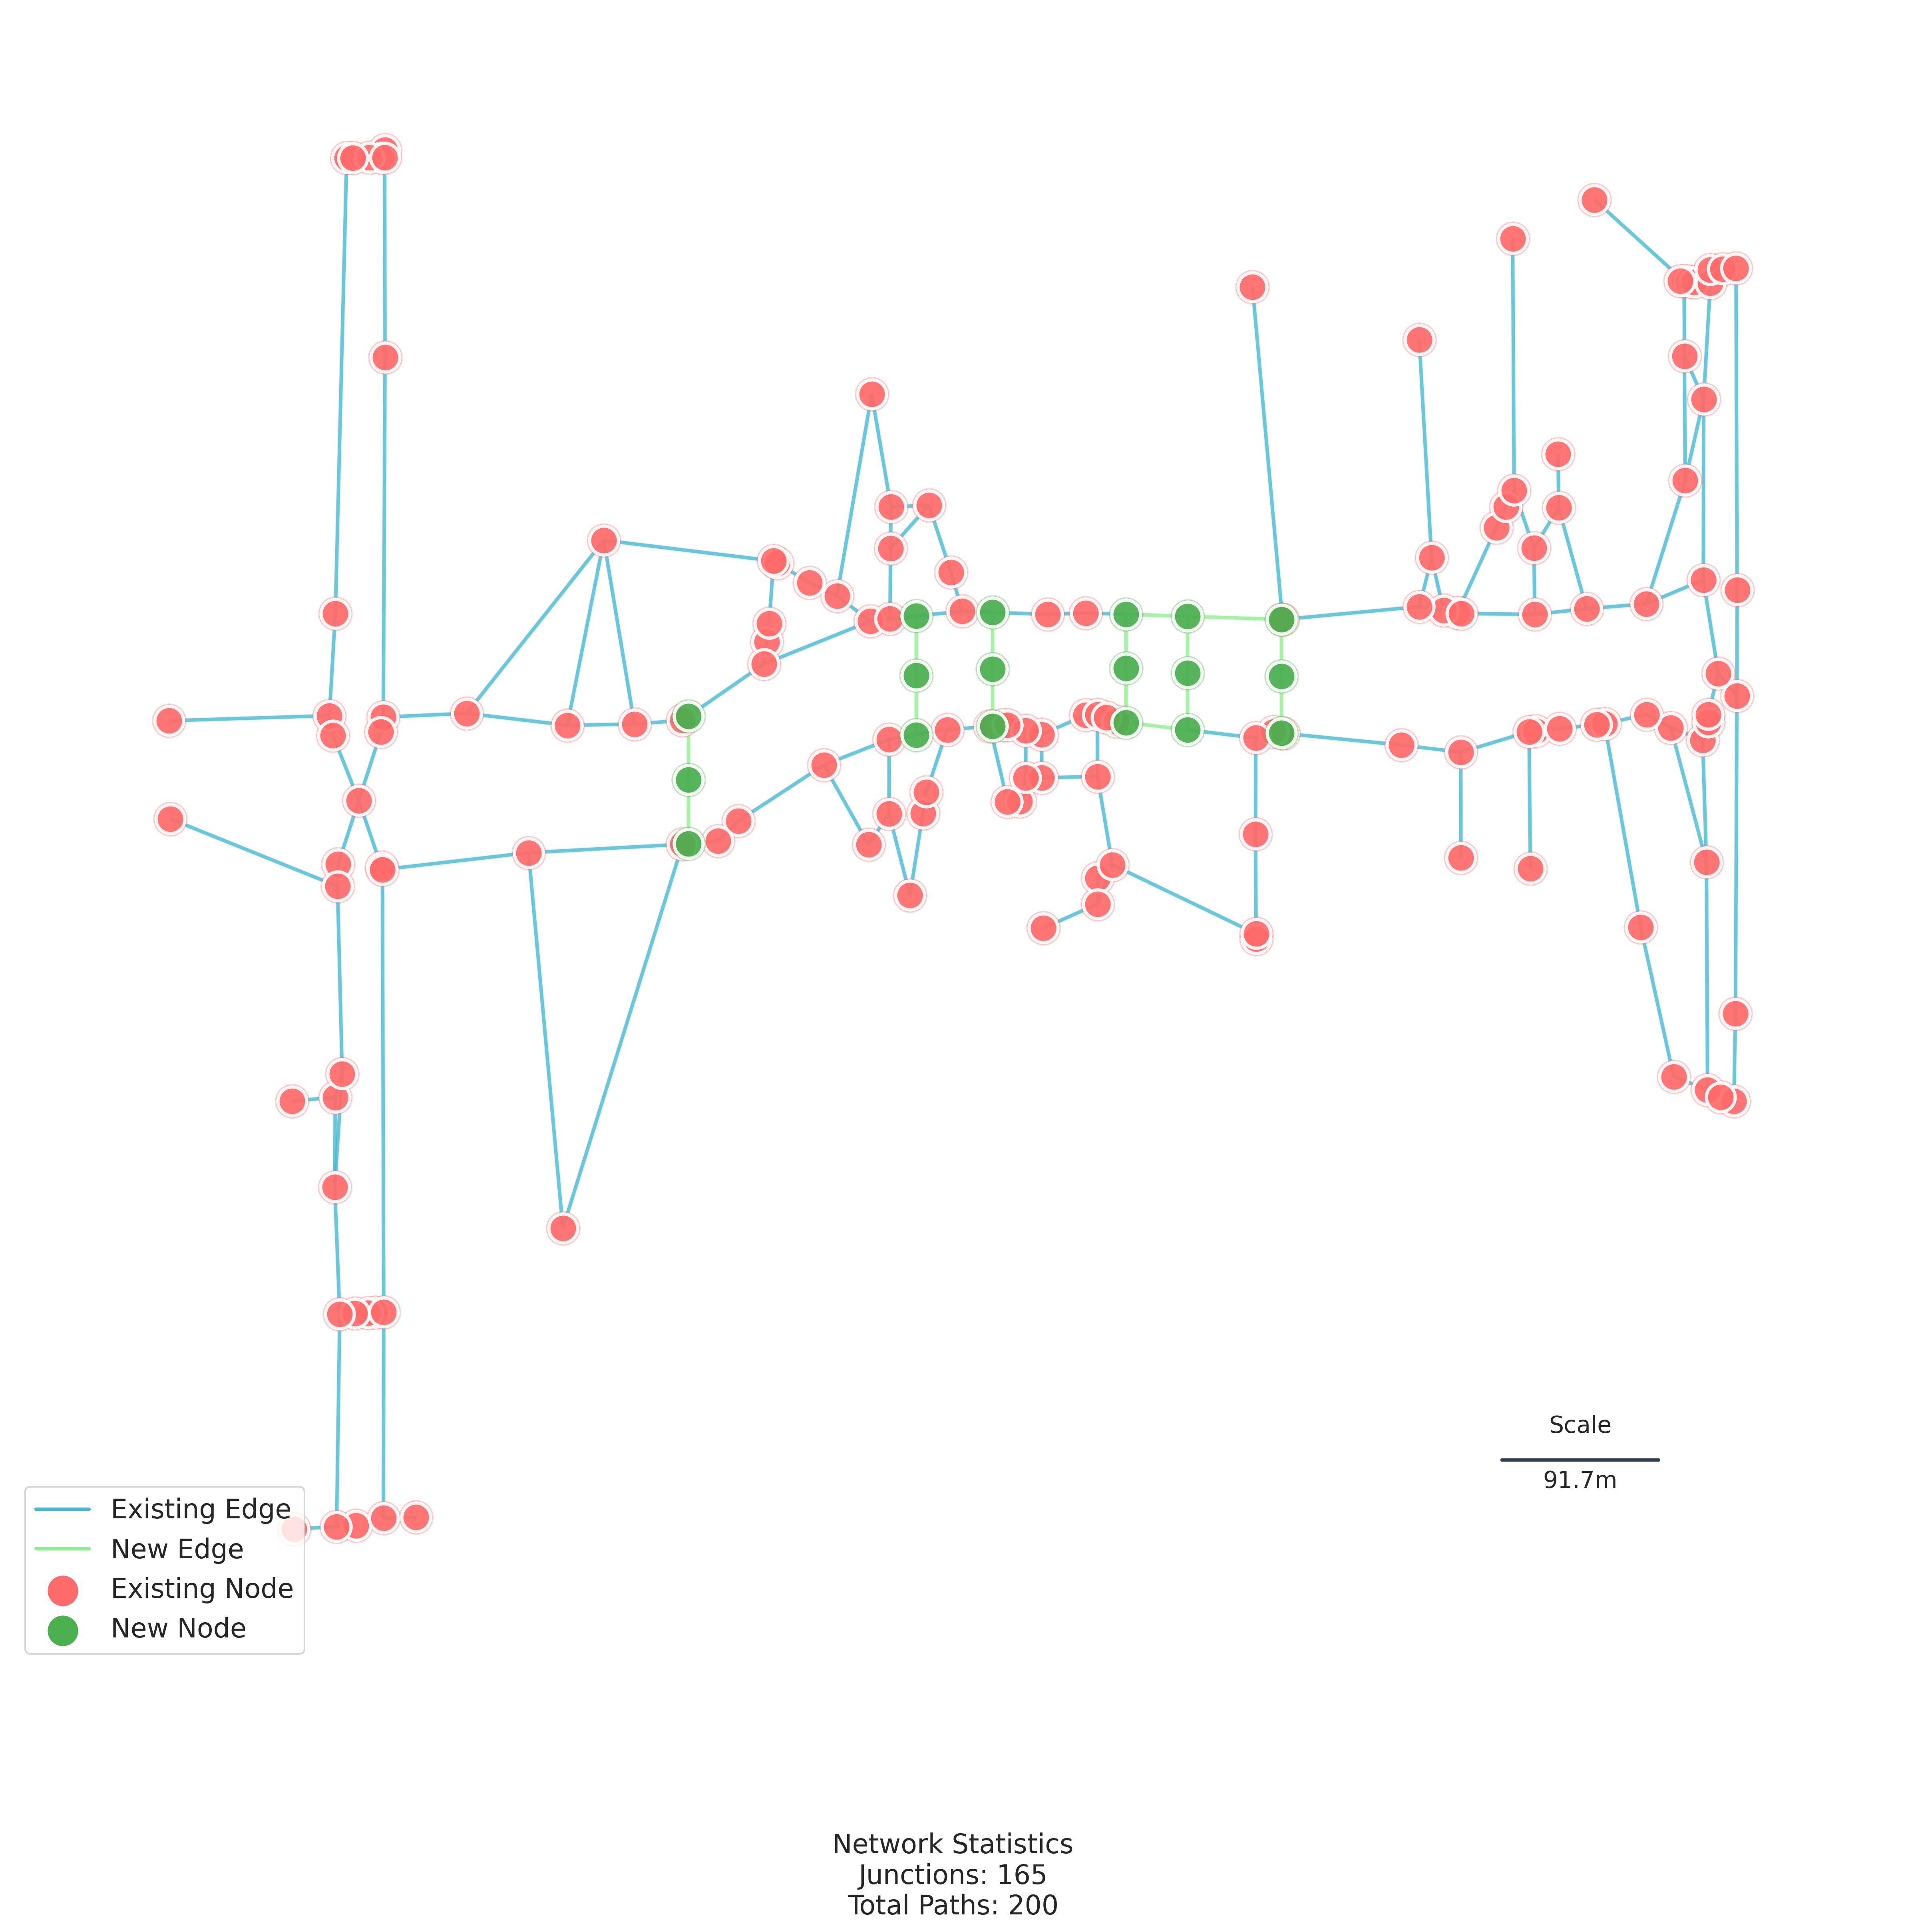 Scale
91.7m
Existing Edge
New Edge
Existing Node
New Node
Network Statistics
Junctions: 165
Total Paths: 200